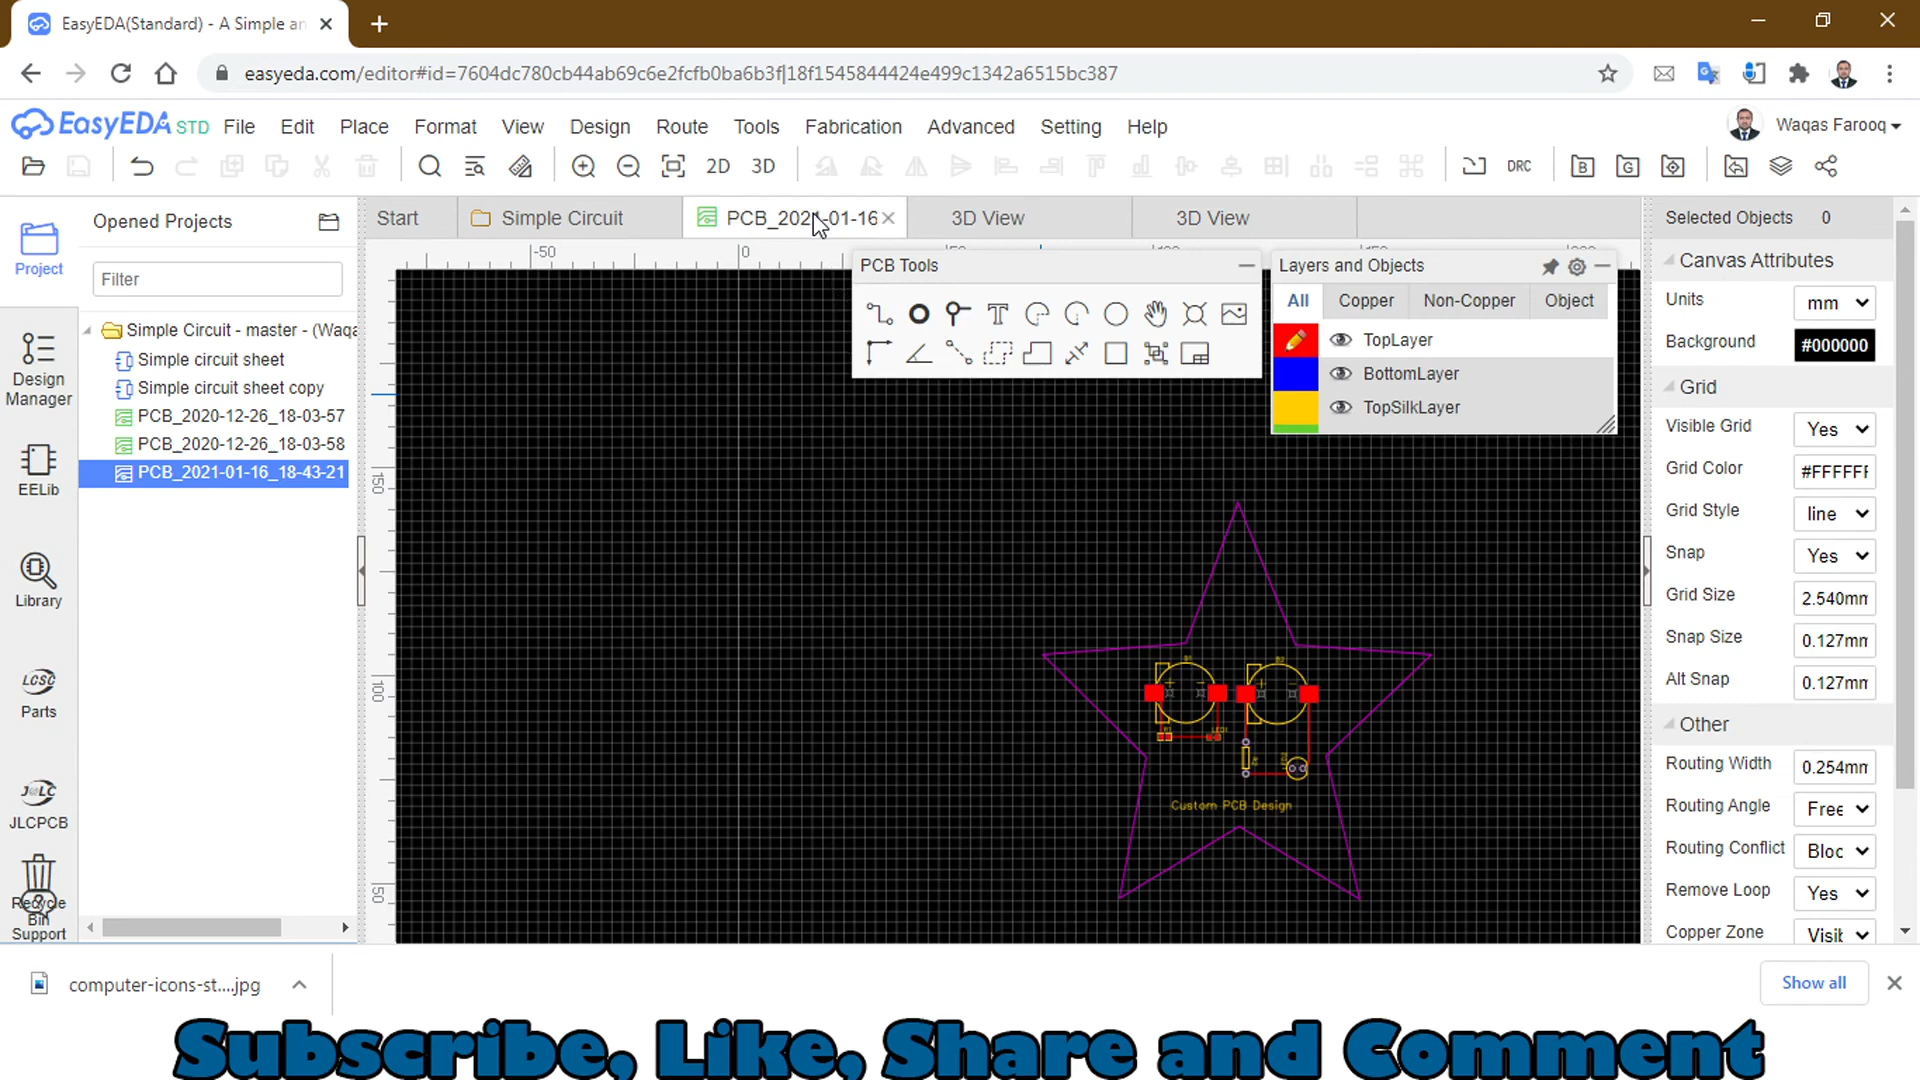 EasyEDA(Standard) - A Simple an
easyeda.com/editor#id=7604dc780cb44ab69c6e2fcfb0ba6b3f|18f1545844424e499c1342a6515bc387
EasyEDA STD File Edit Place Format View Design Route Tools Fabrication Advanced Setting Help Waqas Farooq
2D 3D DRC B G
Project
Design Manager
EELib
Library
LCSC
Parts
JLC
JLCPCB
Recycle Bin
Support
Opened Projects
Filter
Simple Circuit - master - (Waqa
Simple circuit sheet
Simple circuit sheet copy
PCB_2020-12-26_18-03-57
PCB_2020-12-26_18-03-58
PCB_2021-01-16_18-43-21
Start Simple Circuit PCB_2021-01-16 3D View 3D View
-50 0
150
100
50
PCB Tools
Layers and Objects
All Copper Non-Copper Object
TopLayer
BottomLayer
TopSilkLayer
Custom PCB Design
Selected Objects 0
Canvas Attributes
Units mm
Background #000000
Grid
Visible Grid Yes
Grid Color #FFFFFF
Grid Style line
Snap Yes
Grid Size 2.540mm
Snap Size 0.127mm
Alt Snap 0.127mm
Other
Routing Width 0.254mm
Routing Angle Free
Routing Conflict Bloc
Remove Loop Yes
Copper Zone Visib
computer-icons-st....jpg
Show all
Subscribe, Like, Share and Comment